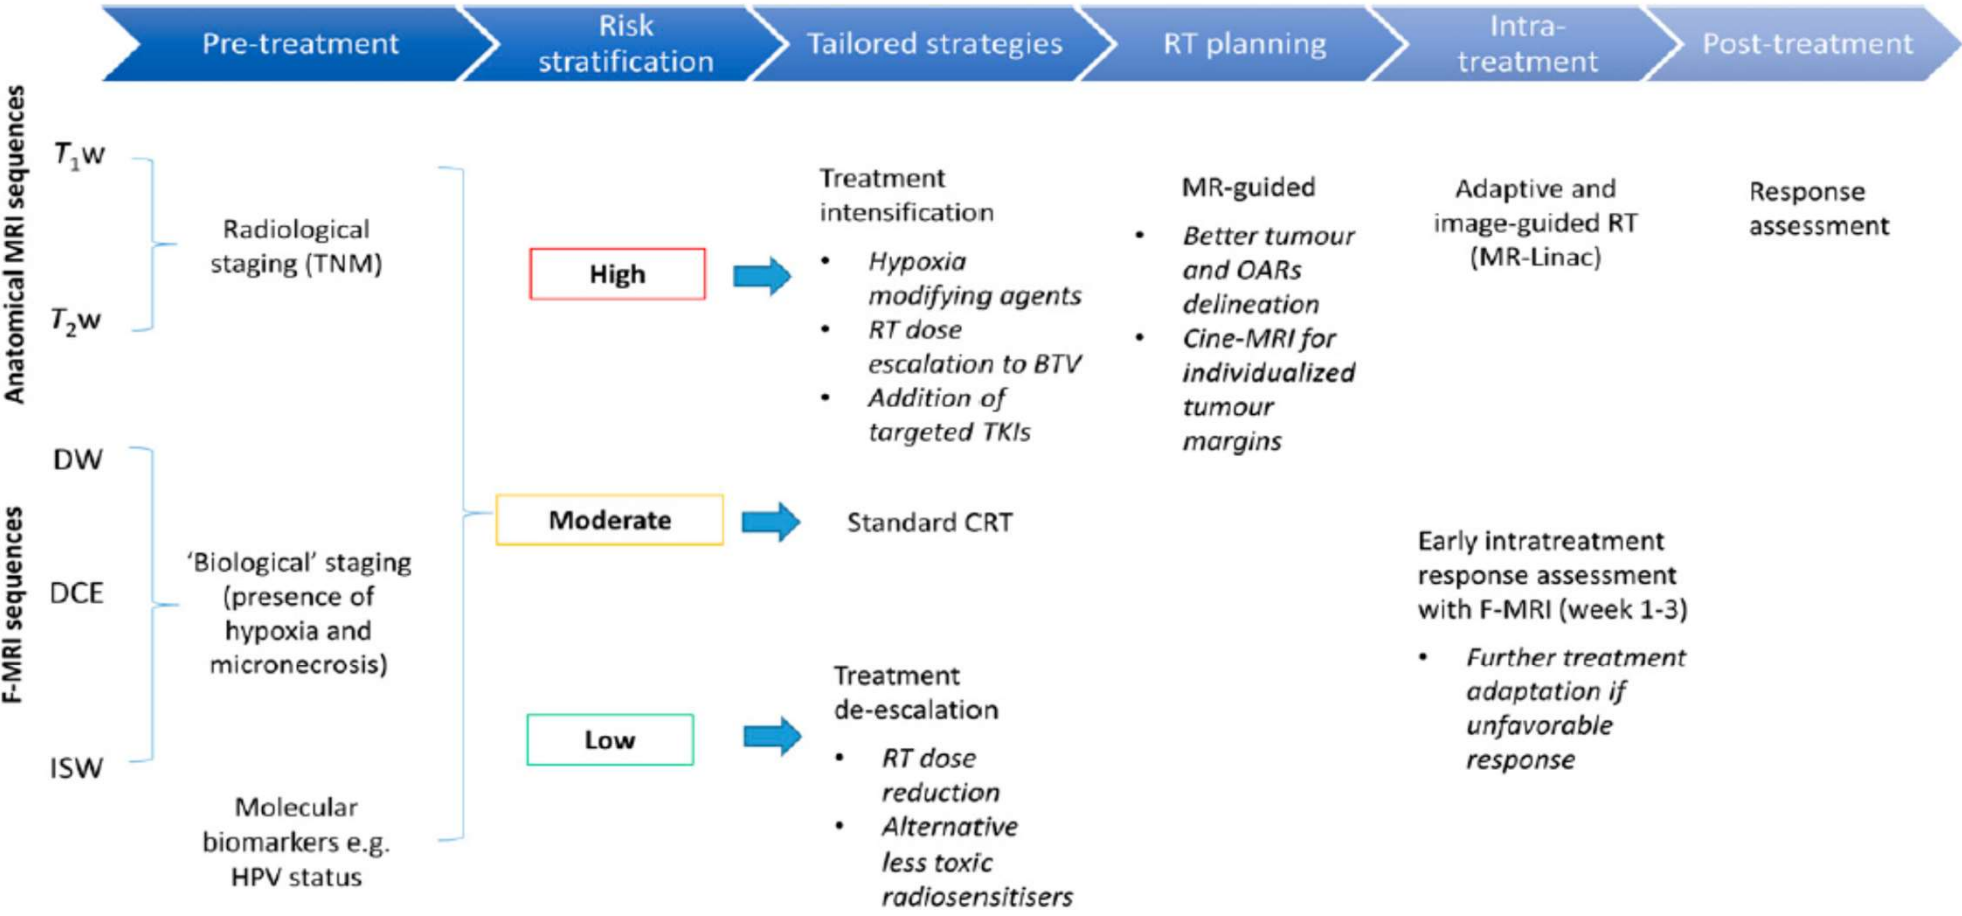 Pre-treatment
Risk
stratification
Tailored strategies
RT planning
Intra-
treatment
Post-treatment
Anatomical MRI sequences
T1w
T2w
Radiological
staging (TNM)
F-MRI sequences
DW
DCE
ISW
‘Biological’ staging
(presence of
hypoxia and
micronecrosis)
Molecular
biomarkers e.g.
HPV status
High
Moderate
Low
Treatment
intensification
• Hypoxia
modifying agents
• RT dose
escalation to BTV
• Addition of
targeted TKIs
Standard CRT
Treatment
de-escalation
• RT dose
reduction
• Alternative
less toxic
radiosensitisers
MR-guided
• Better tumour
and OARs
delineation
• Cine-MRI for
individualized
tumour
margins
Adaptive and
image-guided RT
(MR-Linac)
Early intratreatment
response assessment
with F-MRI (week 1-3)
• Further treatment
adaptation if
unfavorable
response
Response
assessment